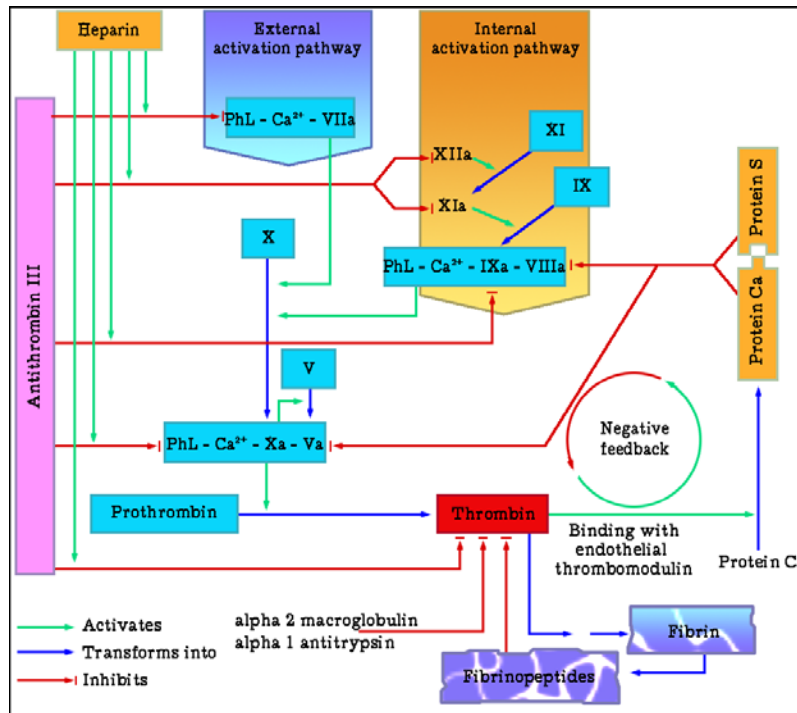 Heparin
External
activation pathway
Internal
activation pathway
PhL - Ca²⁺ - VIIa
XI
XIIa
IX
XIa
Protein S
X
PhL - Ca²⁺ - IXa - VIIIa
Protein Ca
Antithrombin III
V
PhL - Ca²⁺ - Xa - Va
Negative
feedback
Prothrombin
Thrombin
Binding with
endothelial
thrombomodulin
Protein C
Activates
Transforms into
Inhibits
alpha 2 macroglobulin
alpha 1 antitrypsin
Fibrin
Fibrinopeptides